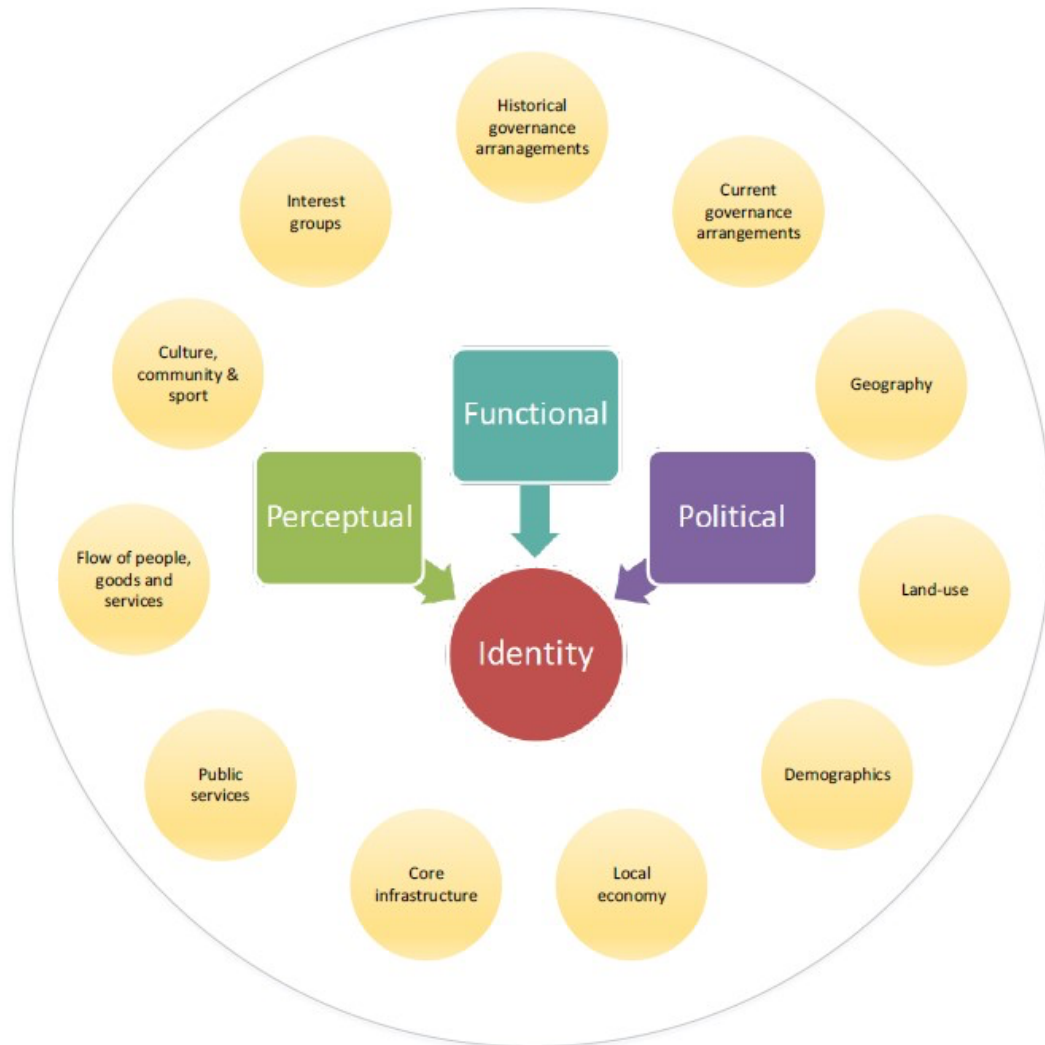 Historical
governance
arranagements
Current
governance
arrangements
Geography
Land-use
Demographics
Local
economy
Core
infrastructure
Public
services
Flow of people,
goods and
services
Culture,
community &
sport
Interest
groups
Functional
Perceptual
Political
Identity